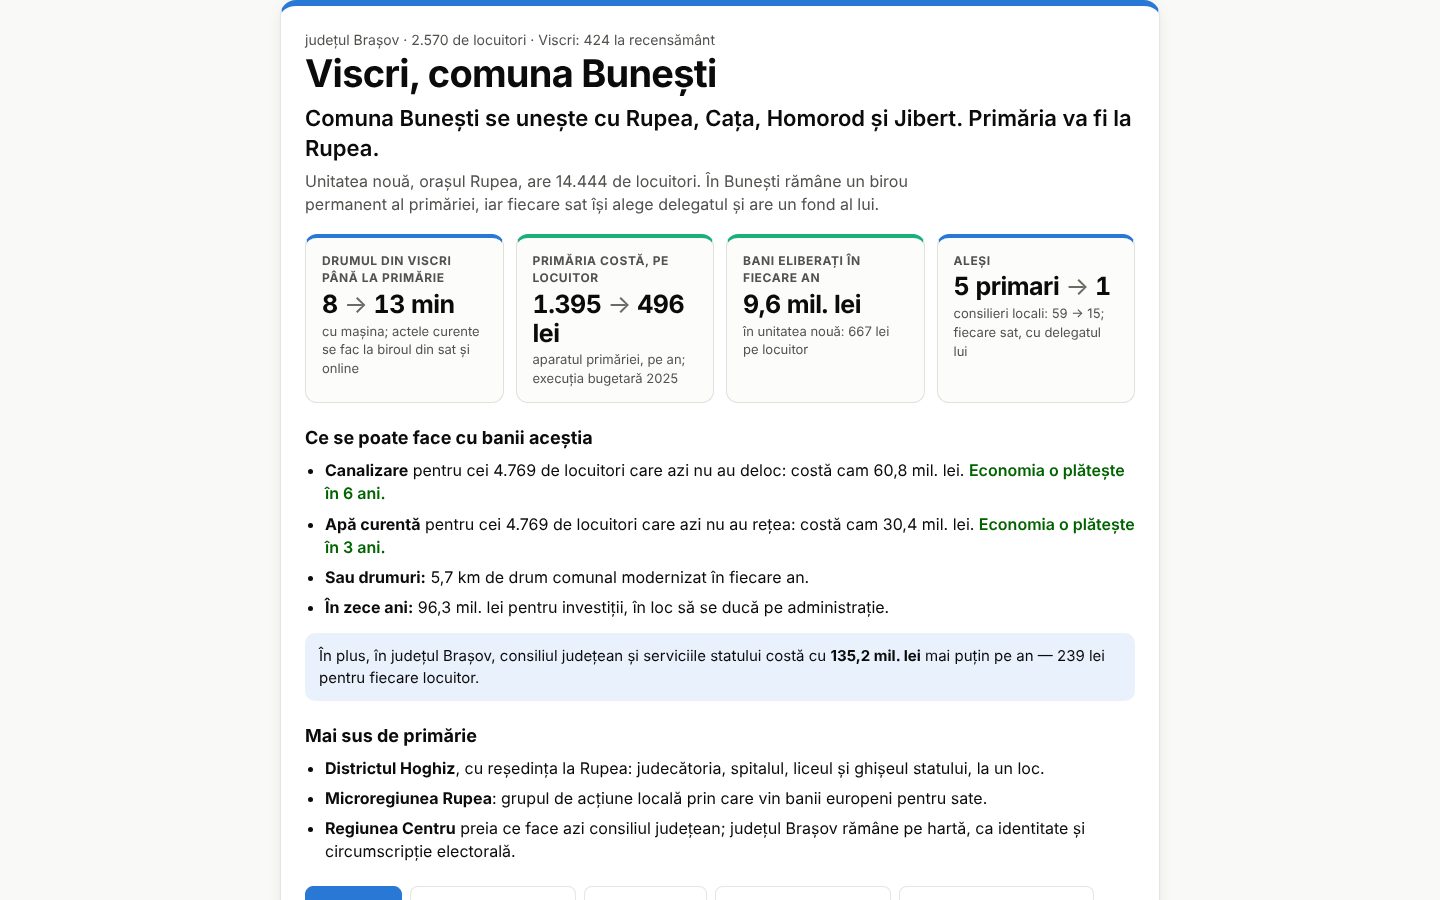 județul Brașov · 2.570 de locuitori · Viscri: 424 la recensământ
Viscri, comuna Bunești
Comuna Bunești se unește cu Rupea, Cața, Homorod și Jibert. Primăria va fi la
Rupea.
Unitatea nouă, orașul Rupea, are 14.444 de locuitori. În Bunești rămâne un birou
permanent al primăriei, iar fiecare sat își alege delegatul și are un fond al lui.
DRUMUL DIN VISCRI
PÂNĂ LA PRIMĂRIE
8 → 13 min
cu mașina; actele curente
se fac la biroul din sat și
online
PRIMĂRIA COSTĂ, PE
LOCUITOR
1.395 → 496
lei
aparatul primăriei, pe an;
execuția bugetară 2025
BANI ELIBERAȚI ÎN
FIECARE AN
9,6 mil. lei
în unitatea nouă: 667 lei
pe locuitor
ALEȘI
5 primari → 1
consilieri locali: 59 → 15;
fiecare sat, cu delegatul
lui
Ce se poate face cu banii aceștia
• Canalizare pentru cei 4.769 de locuitori care azi nu au deloc: costă cam 60,8 mil. lei. Economia o plătește
în 6 ani.
• Apă curentă pentru cei 4.769 de locuitori care azi nu au rețea: costă cam 30,4 mil. lei. Economia o plătește
în 3 ani.
• Sau drumuri: 5,7 km de drum comunal modernizat în fiecare an.
• În zece ani: 96,3 mil. lei pentru investiții, în loc să se ducă pe administrație.
În plus, în județul Brașov, consiliul județean și serviciile statului costă cu 135,2 mil. lei mai puțin pe an — 239 lei
pentru fiecare locuitor.
Mai sus de primărie
• Districtul Hoghiz, cu reședința la Rupea: judecătoria, spitalul, liceul și ghișeul statului, la un loc.
• Microregiunea Rupea: grupul de acțiune locală prin care vin banii europeni pentru sate.
• Regiunea Centru preia ce face azi consiliul județean; județul Brașov rămâne pe hartă, ca identitate și
circumscripție electorală.